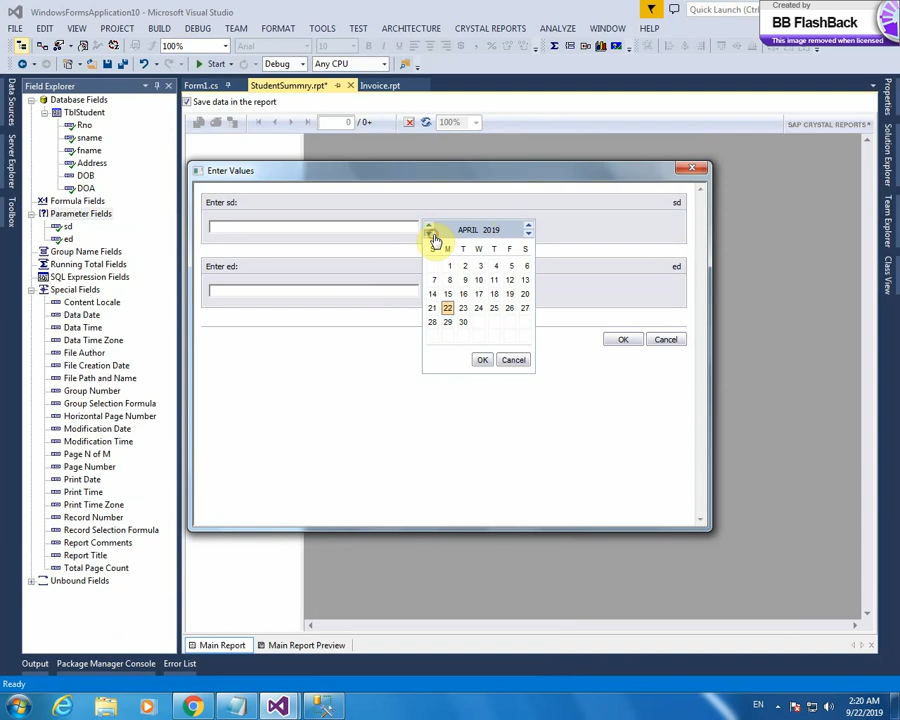 WindowsFormsApplication10 - Microsoft Visual Studio
Quick Launch (
Created by
BB FlashBack
This image removed when licensed
FILE EDIT VIEW PROJECT BUILD DEBUG TEAM FORMAT TOOLS TEST ARCHITECTURE CRYSTAL REPORTS ANALYZE WINDOW HELP
100% Arial 10
Start Debug Any CPU
Field Explorer
Form1.cs StudentSummry.rpt* Invoice.rpt
Save data in the report
0 / 0+ 100% SAP CRYSTAL REPORTS
Data Sources
Server Explorer
Toolbox
Database Fields
TblStudent
Rno
sname
fname
Address
DOB
DOA
Formula Fields
Parameter Fields
sd
ed
Group Name Fields
Running Total Fields
SQL Expression Fields
Special Fields
Content Locale
Data Date
Data Time
Data Time Zone
File Author
File Creation Date
File Path and Name
Group Number
Group Selection Formula
Horizontal Page Number
Modification Date
Modification Time
Page N of M
Page Number
Print Date
Print Time
Print Time Zone
Record Number
Record Selection Formula
Report Comments
Report Title
Total Page Count
Unbound Fields
Enter Values
Enter sd: sd
APRIL 2019
S M T W T F S
1 2 3 4 5 6
7 8 9 10 11 12 13
14 15 16 17 18 19 20
21 22 23 24 25 26 27
28 29 30
OK Cancel
Enter ed: ed
OK Cancel
Properties
Solution Explorer
Team Explorer
Class View
Main Report Main Report Preview
Output Package Manager Console Error List
Ready
EN 2:20 AM
9/22/2019